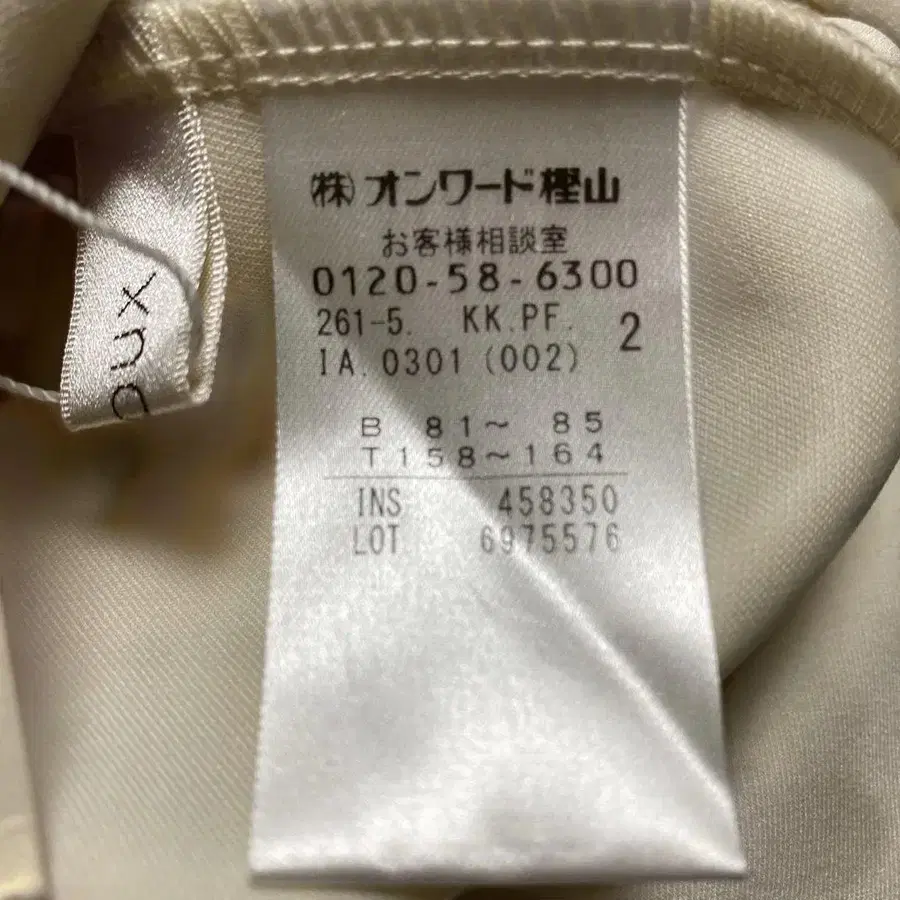 ㈱オンワード樫山
お客様相談室
0120-58-6300
261-5. KK.PF. 2
IA.0301(002)
B 81～ 85
T158～164
INS 458350
LOT 6975576